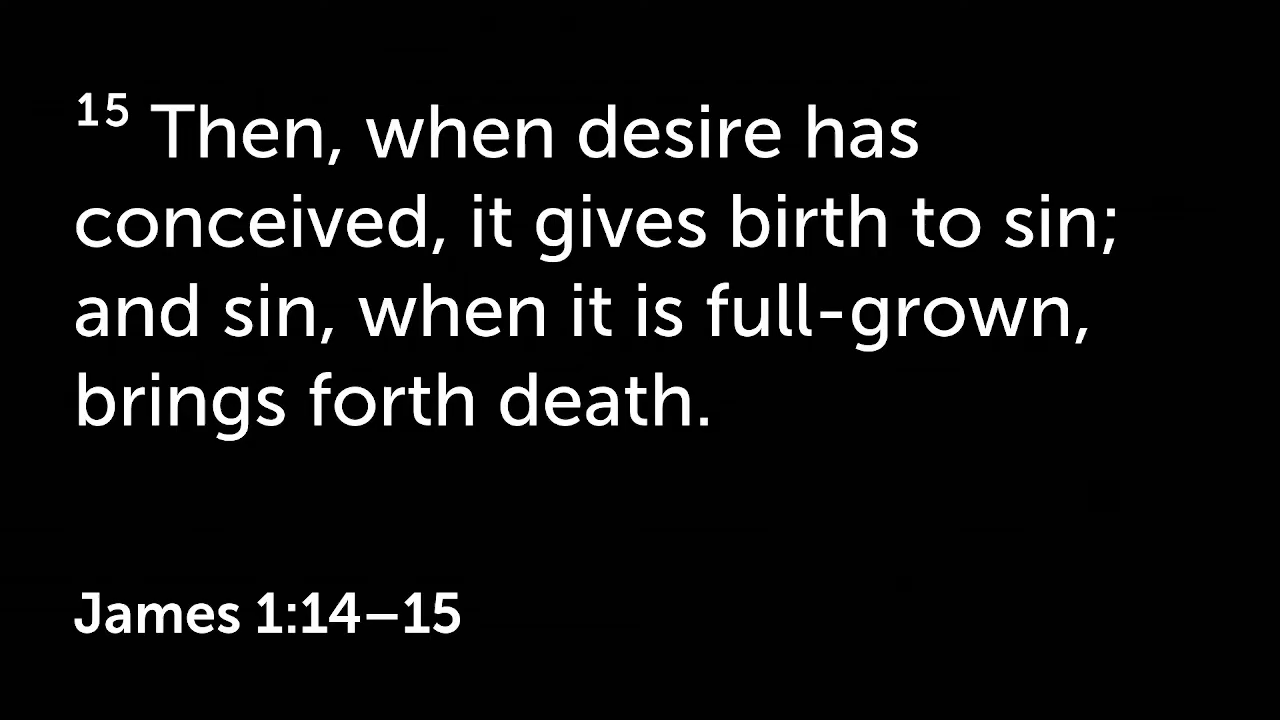 15 Then, when desire has
conceived, it gives birth to sin;
and sin, when it is full-grown,
brings forth death.
James 1:14–15